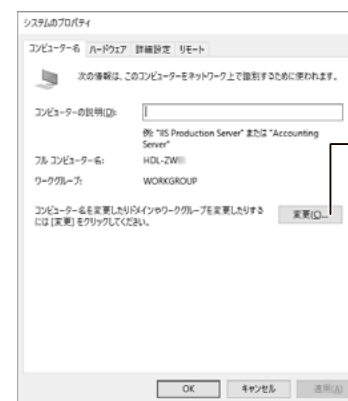 システムのプロパティ
コンピューター名 ハードウェア 詳細設定 リモート
次の情報は、このコンピューターをネットワーク上で識別するために使われます。
コンピューターの説明(D):
例: "IIS Production Server" または "Accounting
Server"
フル コンピューター名: HDL-ZW
ワークグループ: WORKGROUP
コンピューター名を変更したりドメインやワークグループを変更したりする
には [変更] をクリックしてください。
変更(C)...
OK キャンセル 適用(A)